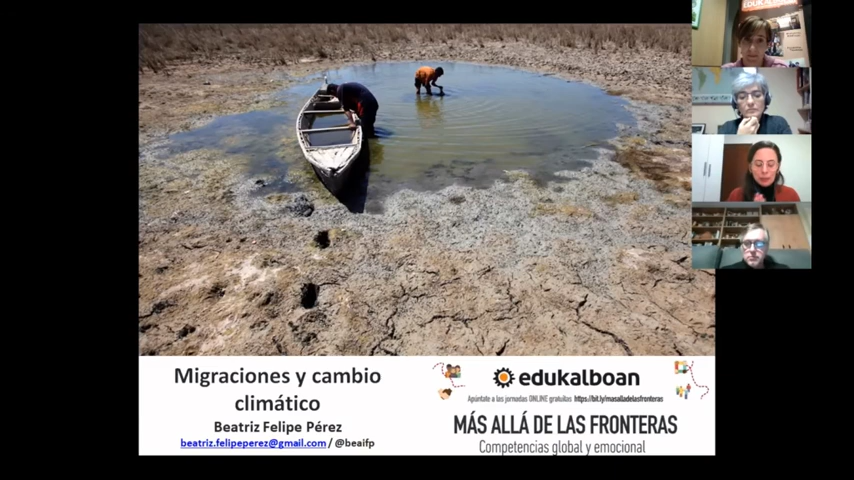 EDUKALBOAN
Migraciones y cambio
climático
Beatriz Felipe Pérez
beatriz.felipeperez@gmail.com / @beaifp
edukalboan
Apúntate a las jornadas ONLINE gratuitas https://bit.ly/masalladelasfronteras
MÁS ALLÁ DE LAS FRONTERAS
Competencias global y emocional